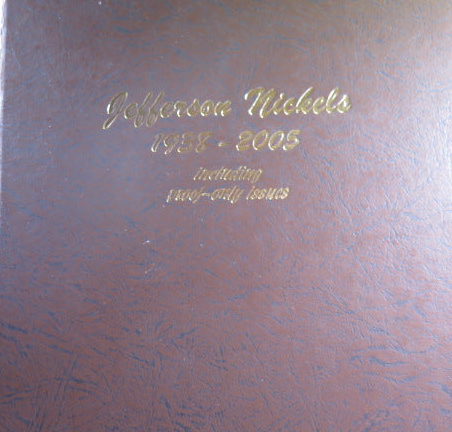 Jefferson Nickels
1938 - 2005
including
proof-only issues